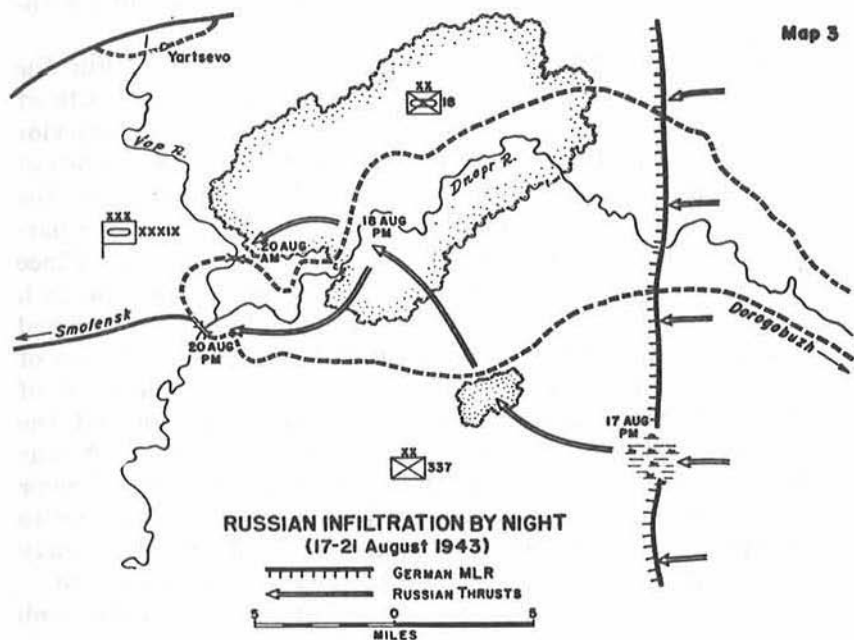 Map 3
Yartsevo
XX
18
Vop R.
Dnepr R.
XXX
XXXIX
18 AUG
PM
20 AUG
AM
Smolensk
20 AUG
PM
Dorogobuzh
17 AUG
PM
XX
337
RUSSIAN INFILTRATION BY NIGHT
(17-21 August 1943)
GERMAN MLR
RUSSIAN THRUSTS
5 0 5
MILES